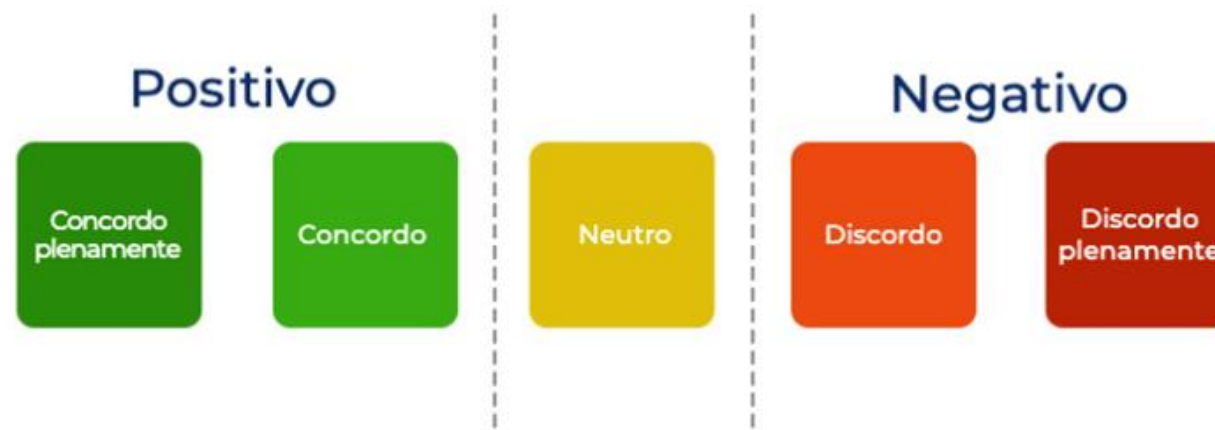 Positivo
Negativo
Concordo
plenamente
Concordo
Neutro
Discordo
Discordo
plenamente